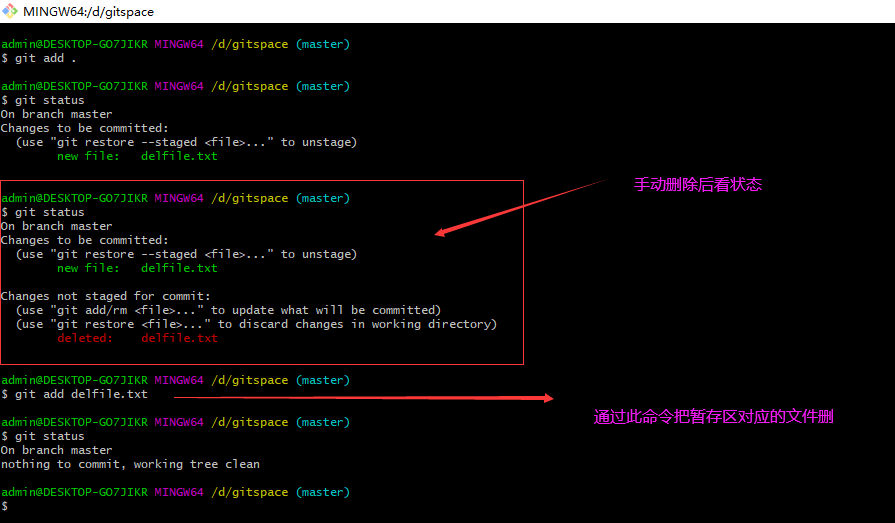 MINGW64:/d/gitspace
admin@DESKTOP-GO7JIKR MINGW64 /d/gitspace (master)
$ git add .
admin@DESKTOP-GO7JIKR MINGW64 /d/gitspace (master)
$ git status
On branch master
Changes to be committed:
  (use "git restore --staged <file>..." to unstage)
        new file:   delfile.txt
admin@DESKTOP-GO7JIKR MINGW64 /d/gitspace (master)
手动删除后看状态
$ git status
On branch master
Changes to be committed:
  (use "git restore --staged <file>..." to unstage)
        new file:   delfile.txt
Changes not staged for commit:
  (use "git add/rm <file>..." to update what will be committed)
  (use "git restore <file>..." to discard changes in working directory)
        deleted:    delfile.txt
admin@DESKTOP-GO7JIKR MINGW64 /d/gitspace (master)
$ git add delfile.txt
通过此命令把暂存区对应的文件删
admin@DESKTOP-GO7JIKR MINGW64 /d/gitspace (master)
$ git status
On branch master
nothing to commit, working tree clean
admin@DESKTOP-GO7JIKR MINGW64 /d/gitspace (master)
$